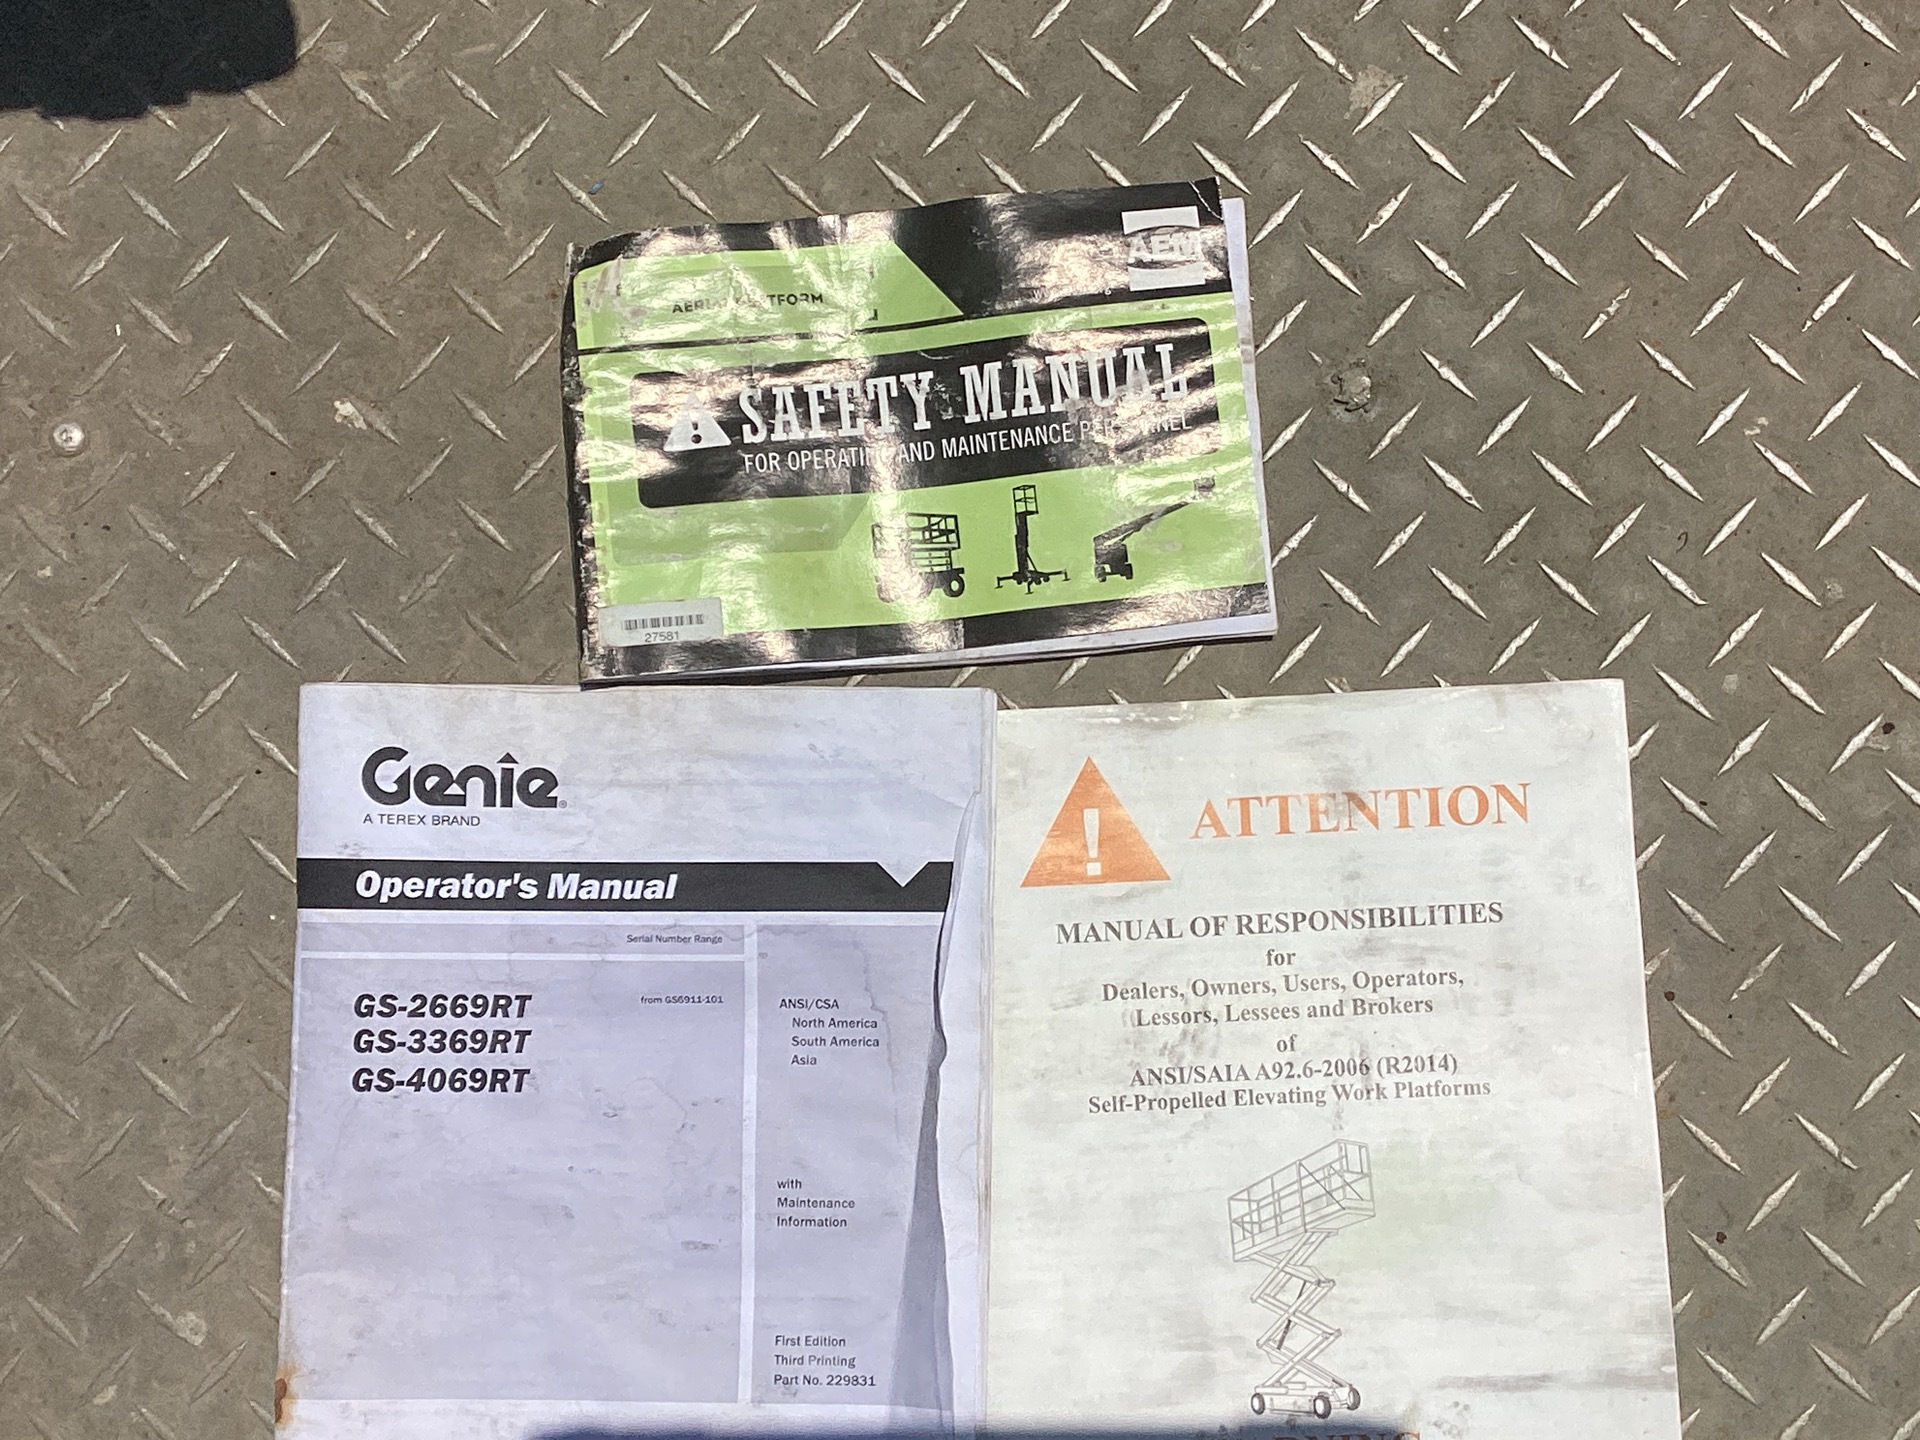 AEM
AERIAL PLATFORM
SAFETY MANUAL
FOR OPERATING AND MAINTENANCE PERSONNEL
27581
Genie®
A TEREX BRAND
Operator's Manual
Serial Number Range
GS-2669RT
GS-3369RT
GS-4069RT
from GS6911-101
ANSI/CSA
North America
South America
Asia
with
Maintenance
Information
First Edition
Third Printing
Part No. 229831
! ATTENTION
MANUAL OF RESPONSIBILITIES
for
Dealers, Owners, Users, Operators,
Lessors, Lessees and Brokers
of
ANSI/SAIA A92.6-2006 (R2014)
Self-Propelled Elevating Work Platforms